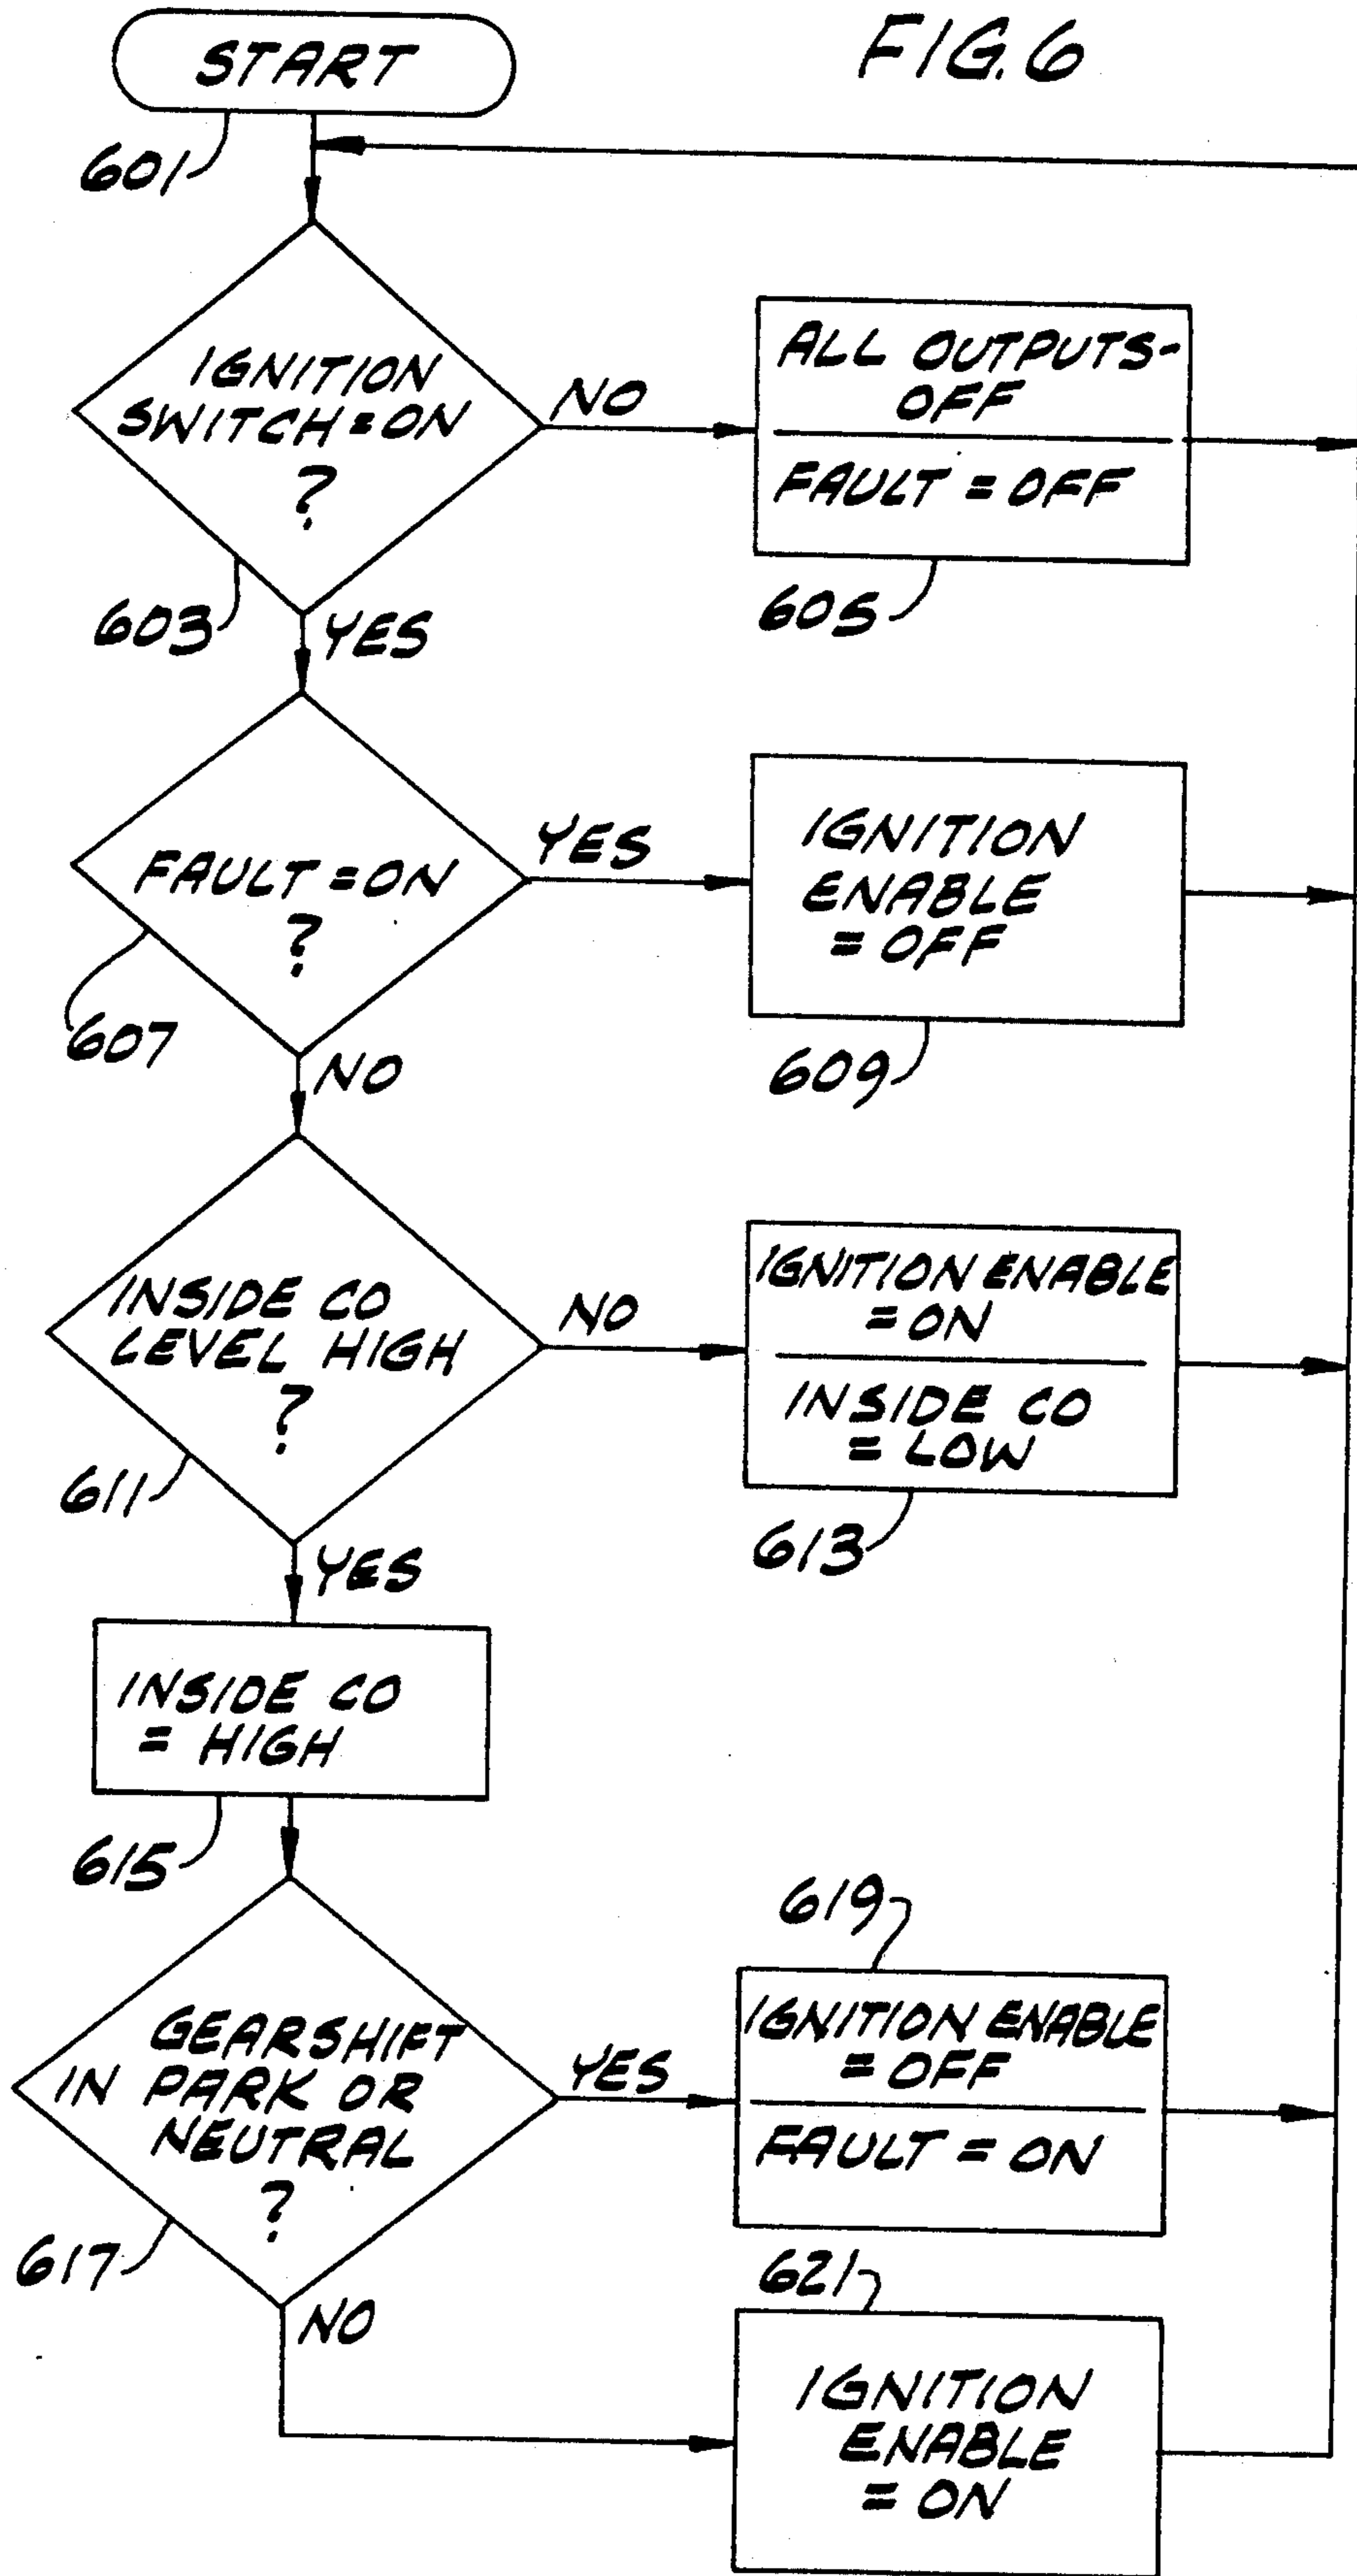 FIG. 6
START
601
IGNITION
SWITCH = ON
?
603
NO
ALL OUTPUTS-
OFF
FAULT = OFF
605
YES
FAULT = ON
?
607
YES
IGNITION
ENABLE
= OFF
609
NO
INSIDE CO
LEVEL HIGH
?
611
NO
IGNITION ENABLE
= ON
INSIDE CO
= LOW
613
YES
INSIDE CO
= HIGH
615
GEARSHIFT
IN PARK OR
NEUTRAL
?
617
YES
619
IGNITION ENABLE
= OFF
FAULT = ON
NO
621
IGNITION
ENABLE
= ON